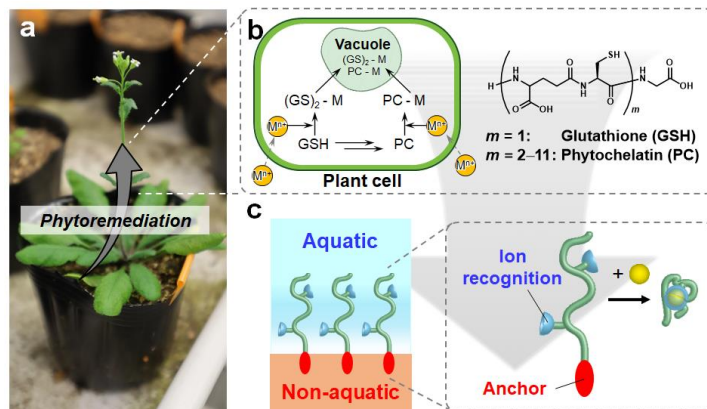 a
Phytoremediation
b
Vacuole
(GS)2 - M
PC - M
(GS)2 - M
PC - M
Mn+
Mn+
GSH
PC
Mn+
Mn+
Plant cell
H
H
N
O
OH
O
N
H
SH
O
H
N
O
OH
m
m = 1: Glutathione (GSH)
m = 2–11: Phytochelatin (PC)
c
Aquatic
Non-aquatic
Ion
recognition
+
Anchor